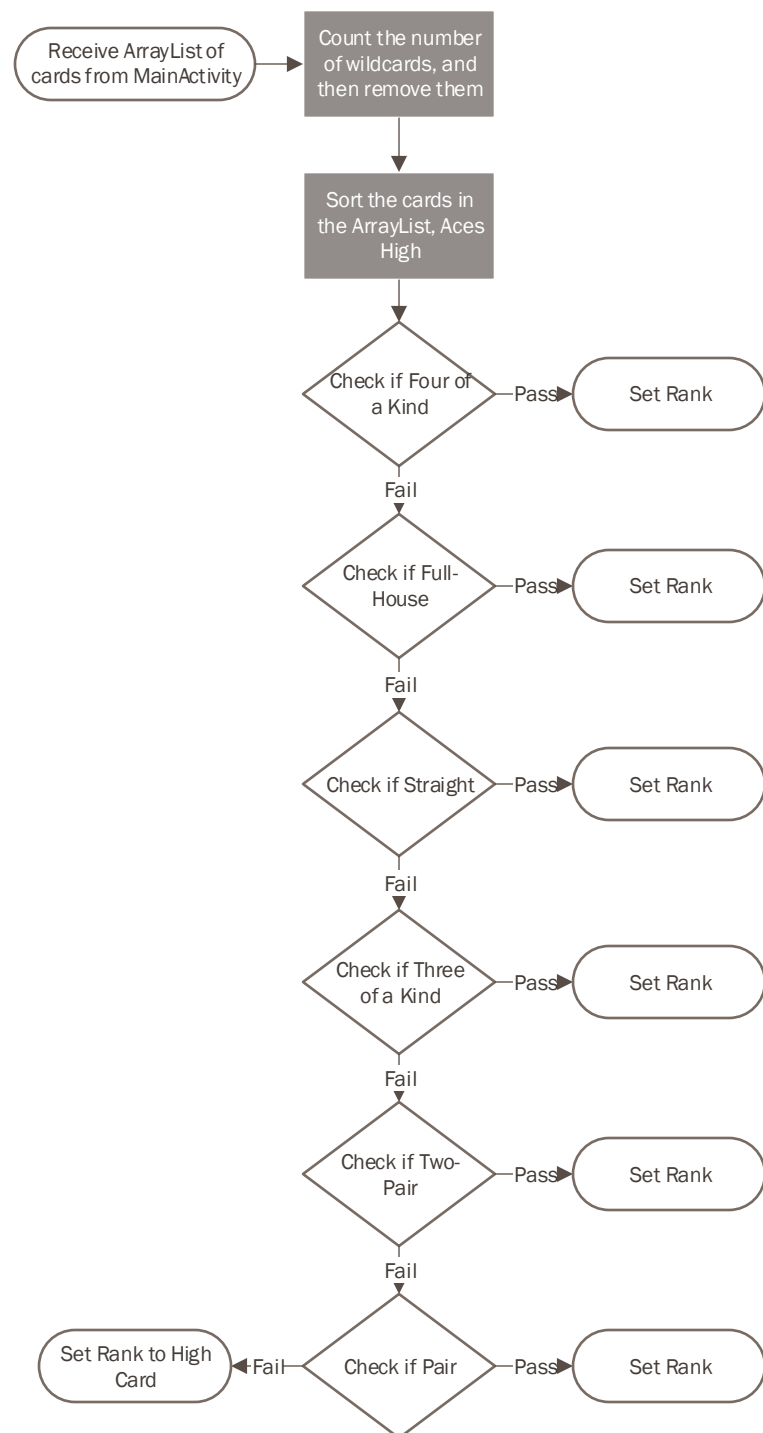 Receive ArrayList of
cards from MainActivity
Count the number
of wildcards, and
then remove them
Sort the cards in
the ArrayList, Aces
High
Check if Four of
a Kind
Pass
Set Rank
Fail
Check if Full-
House
Pass
Set Rank
Fail
Check if Straight
Pass
Set Rank
Fail
Check if Three
of a Kind
Pass
Set Rank
Fail
Check if Two-
Pair
Pass
Set Rank
Fail
Set Rank to High
Card
Fail
Check if Pair
Pass
Set Rank